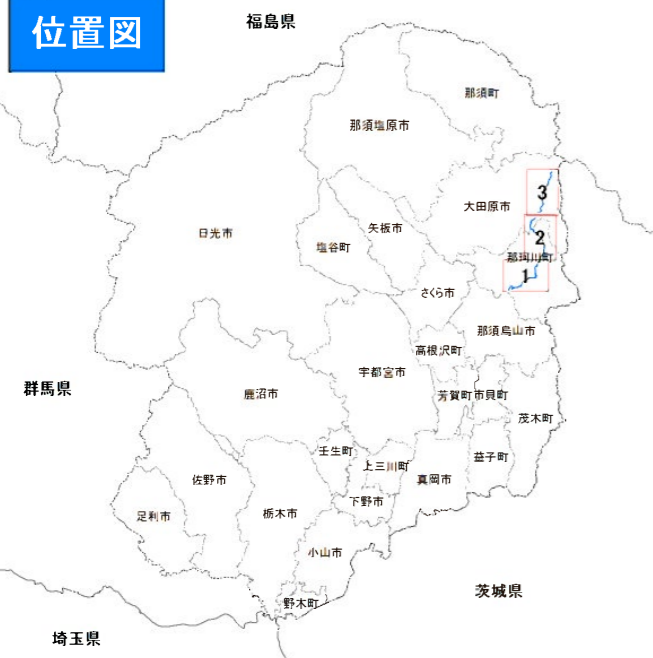 位置図
福島県
那須町
那須塩原市
大田原市
3
日光市
矢板市
塩谷町
2
那珂川町
1
さくら市
那須烏山市
高根沢町
宇都宮市
群馬県
鹿沼市
芳賀町
市貝町
茂木町
壬生町
上三川町
益子町
佐野市
真岡市
下野市
足利市
栃木市
小山市
茨城県
野木町
埼玉県